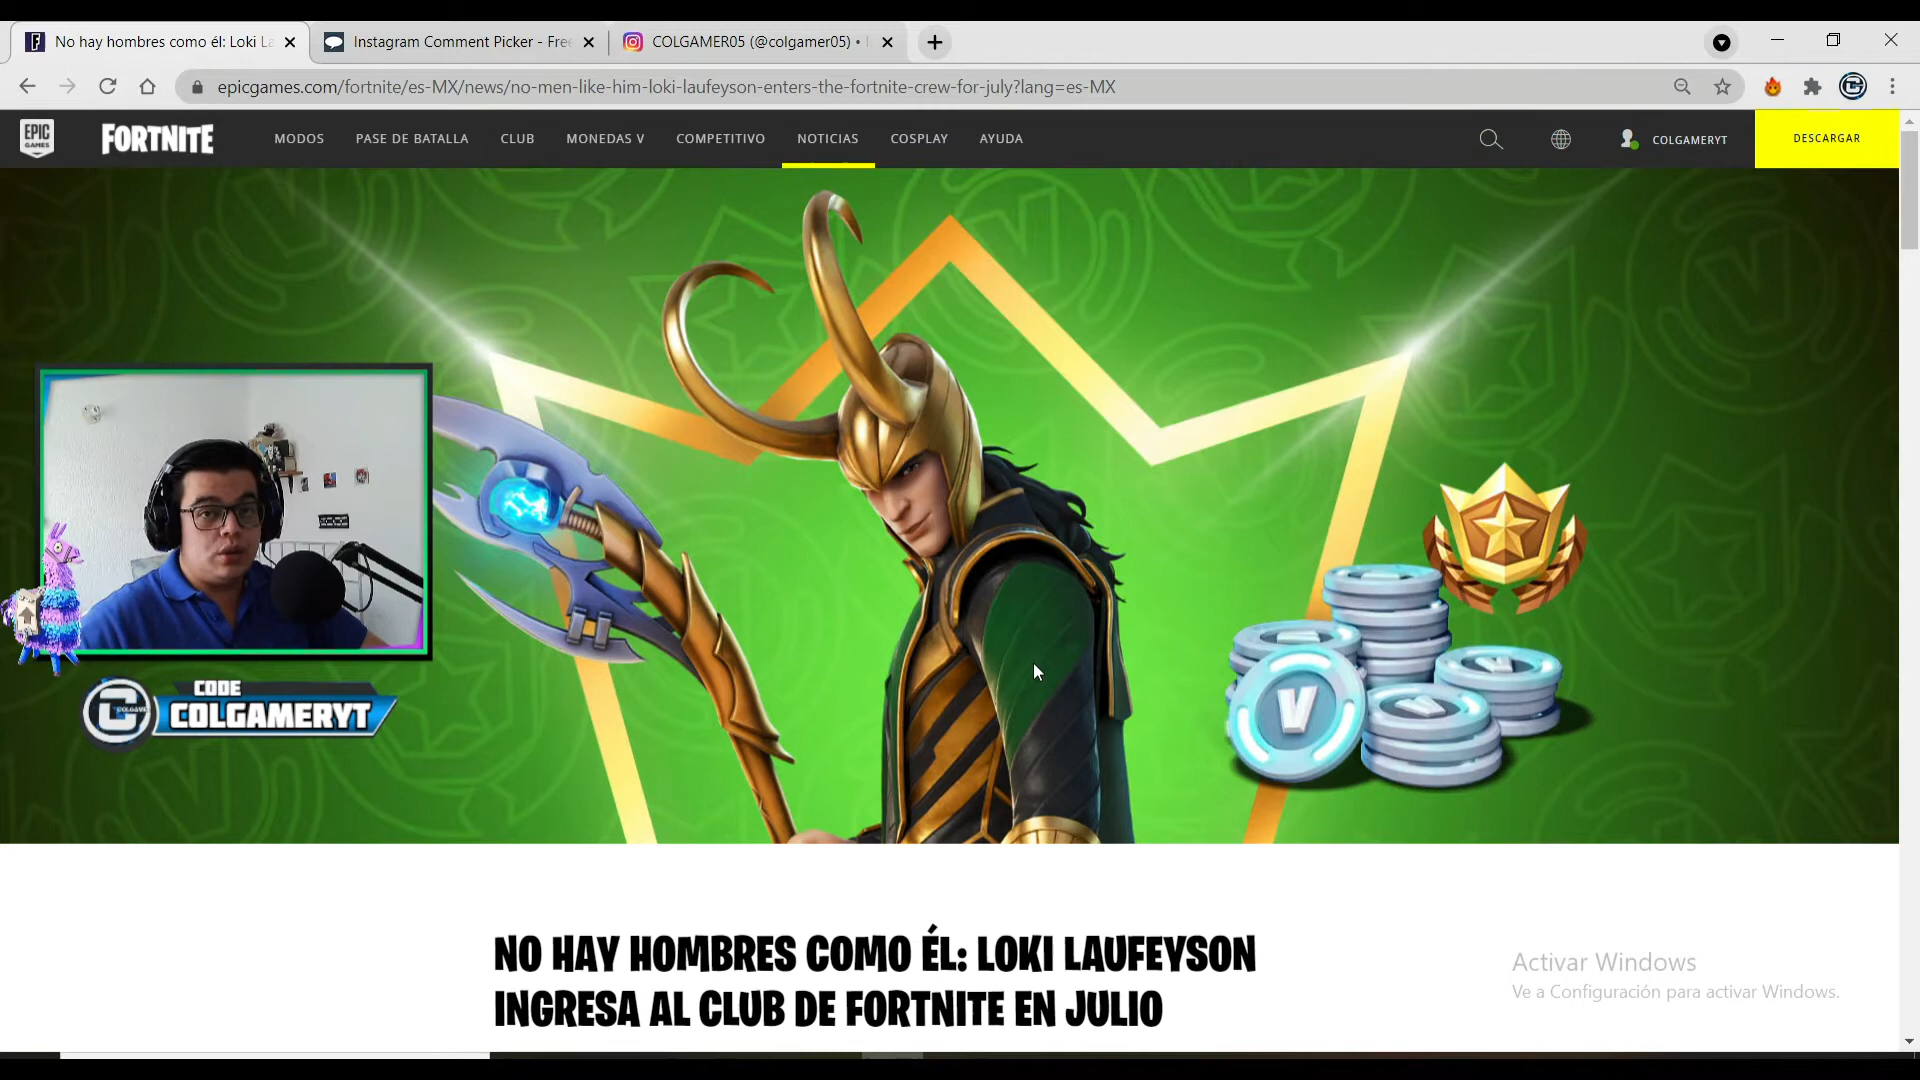 No hay hombres como él: Loki La
Instagram Comment Picker - Free
COLGAMER05 (@colgamer05) •
epicgames.com/fortnite/es-MX/news/no-men-like-him-loki-laufeyson-enters-the-fortnite-crew-for-july?lang=es-MX
EPIC GAMES
FORTNITE
MODOS
PASE DE BATALLA
CLUB
MONEDAS V
COMPETITIVO
NOTICIAS
COSPLAY
AYUDA
COLGAMERYT
DESCARGAR
CODE
COLGAMERYT
V
NO HAY HOMBRES COMO ÉL: LOKI LAUFEYSON
INGRESA AL CLUB DE FORTNITE EN JULIO
Activar Windows
Ve a Configuración para activar Windows.